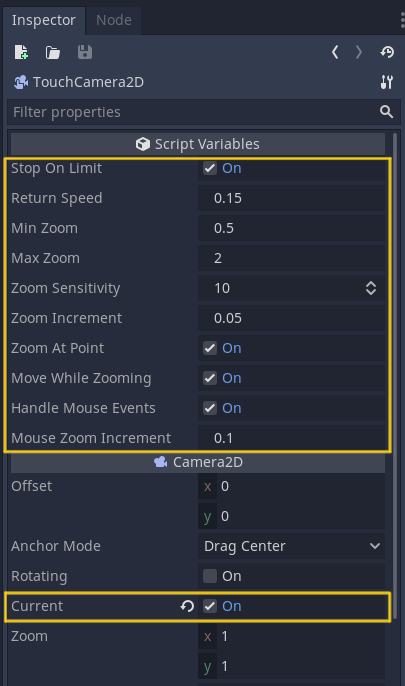 Inspector Node
TouchCamera2D
Filter properties
Script Variables
Stop On Limit On
Return Speed 0.15
Min Zoom 0.5
Max Zoom 2
Zoom Sensitivity 10
Zoom Increment 0.05
Zoom At Point On
Move While Zooming On
Handle Mouse Events On
Mouse Zoom Increment 0.1
Camera2D
Offset x 0
y 0
Anchor Mode Drag Center
Rotating On
Current On
Zoom x 1
y 1